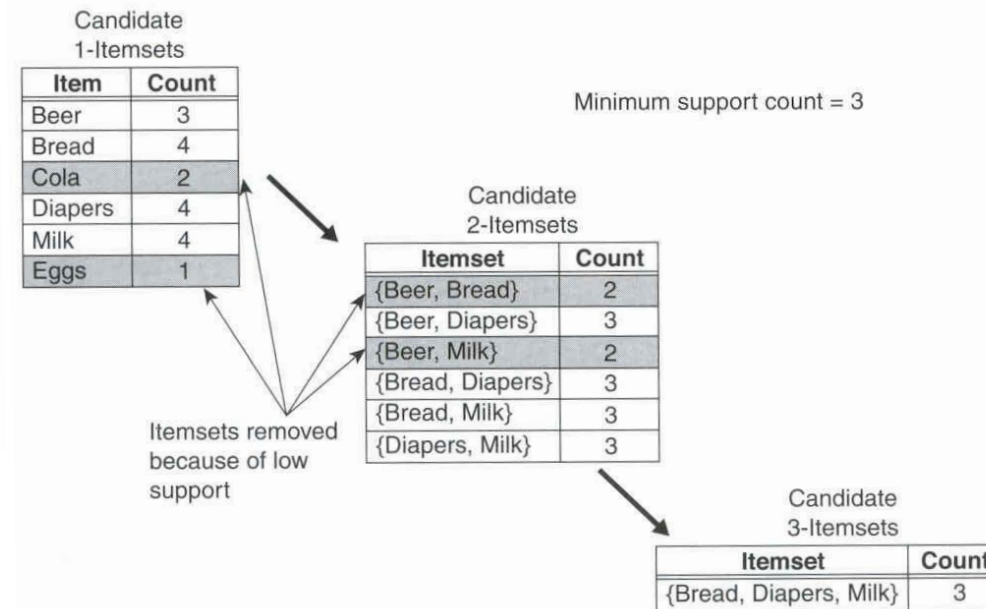 Candidate
1-Itemsets
Item Count
Beer 3
Bread 4
Cola 2
Diapers 4
Milk 4
Eggs 1
Minimum support count = 3
Candidate
2-Itemsets
Itemset Count
{Beer, Bread} 2
{Beer, Diapers} 3
{Beer, Milk} 2
{Bread, Diapers} 3
{Bread, Milk} 3
{Diapers, Milk} 3
Itemsets removed
because of low
support
Candidate
3-Itemsets
Itemset Count
{Bread, Diapers, Milk} 3